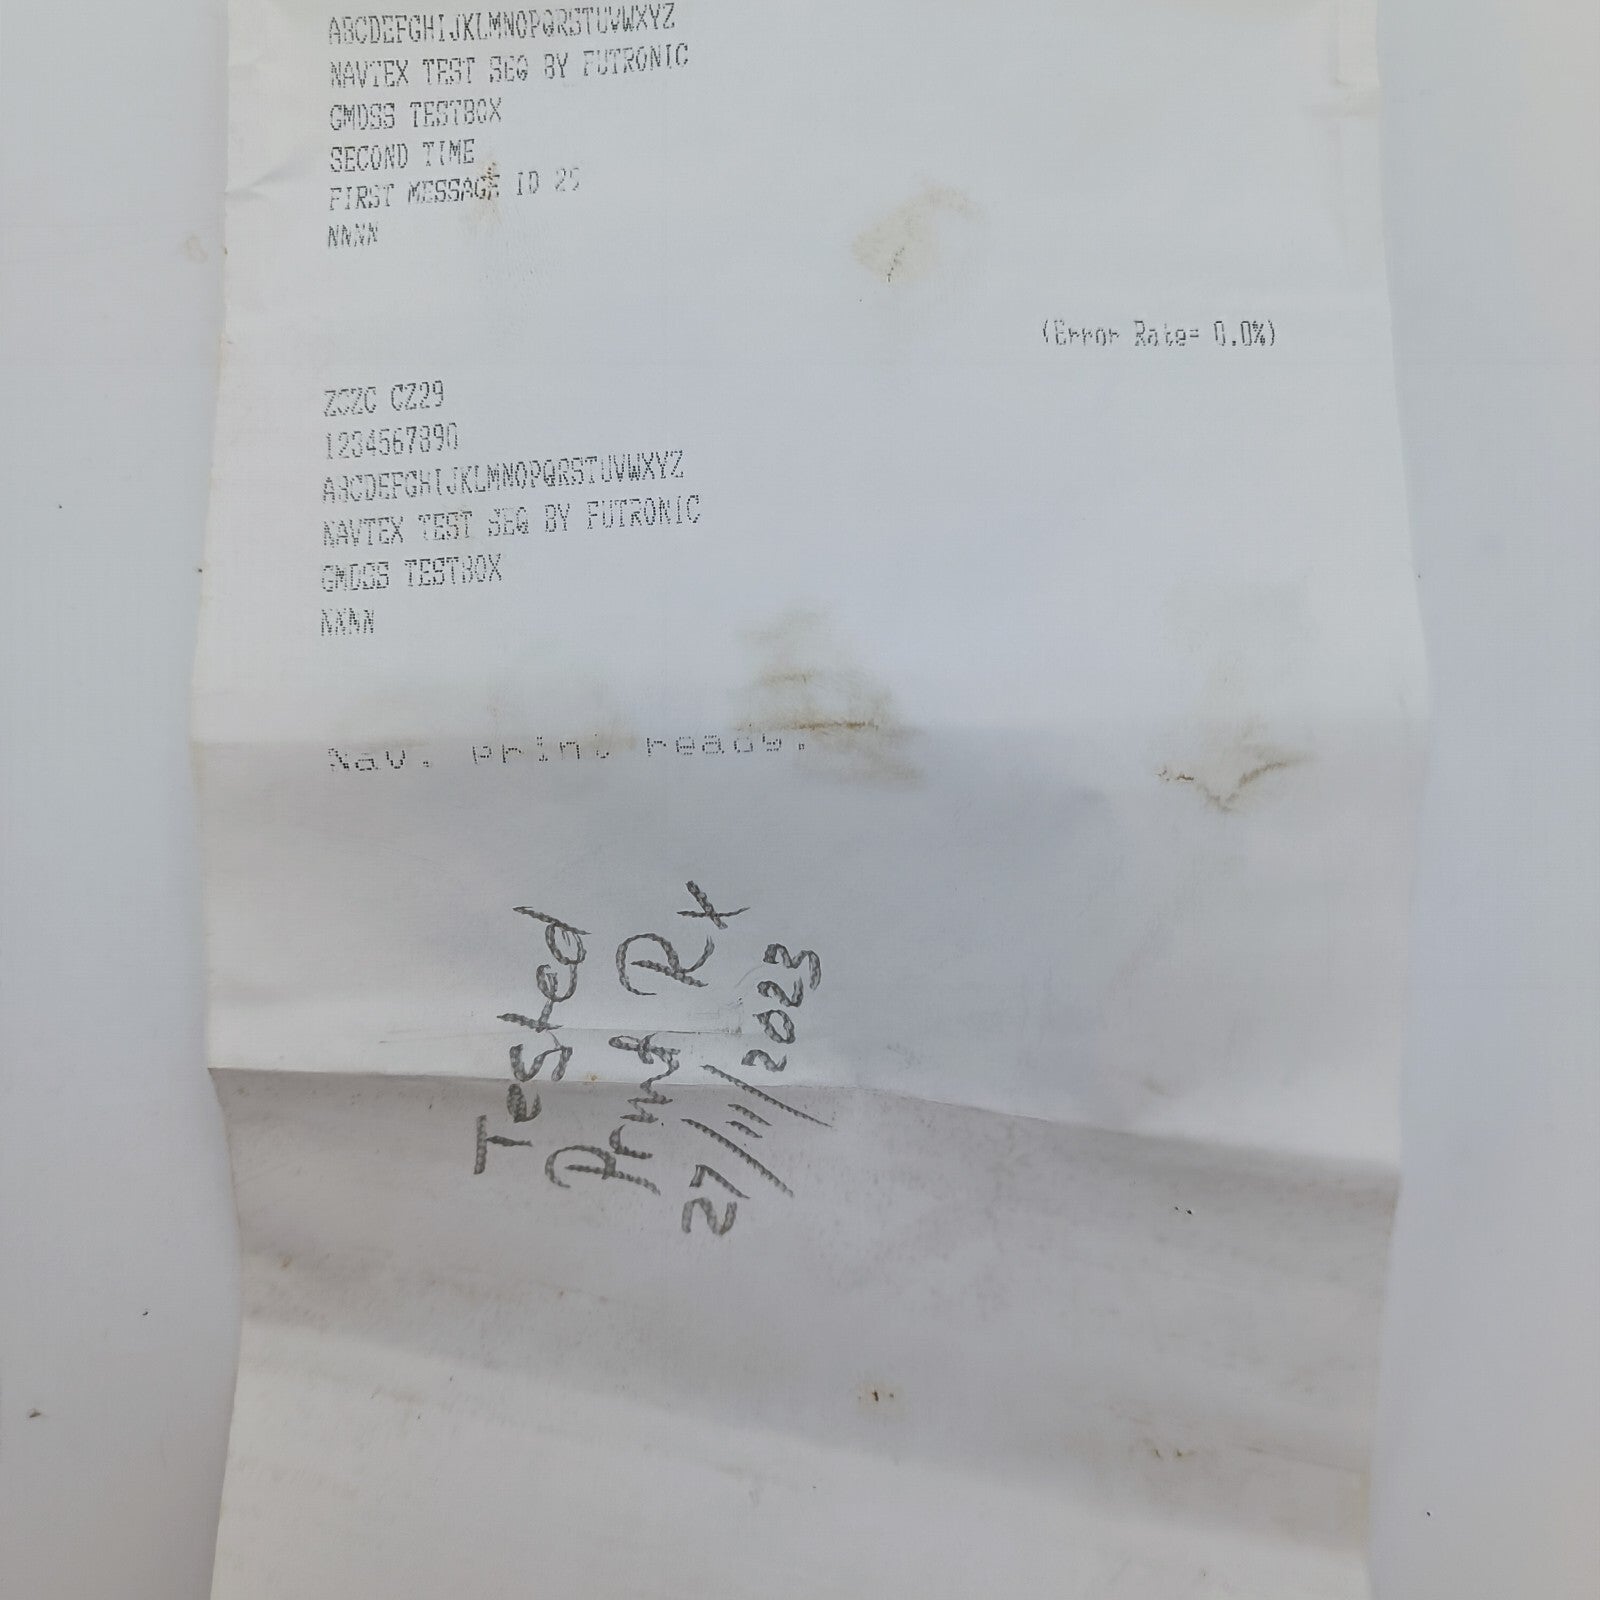 ABCDEFGHIJKLMNOPQRSTUVWXYZ
NAVTEX TEST SEQ BY FUTRONIC
GMDSS TESTBOX
SECOND TIME
FIRST MESSAGE ID 25
NNNN
(Error Rate= 0.0%)
ZCZC CZ29
1234567890
ABCDEFGHIJKLMNOPQRSTUVWXYZ
NAVTEX TEST SEQ BY FUTRONIC
GMDSS TESTBOX
NNNN
Nav. print ready.
Tested
Print Rx
27/11/2023